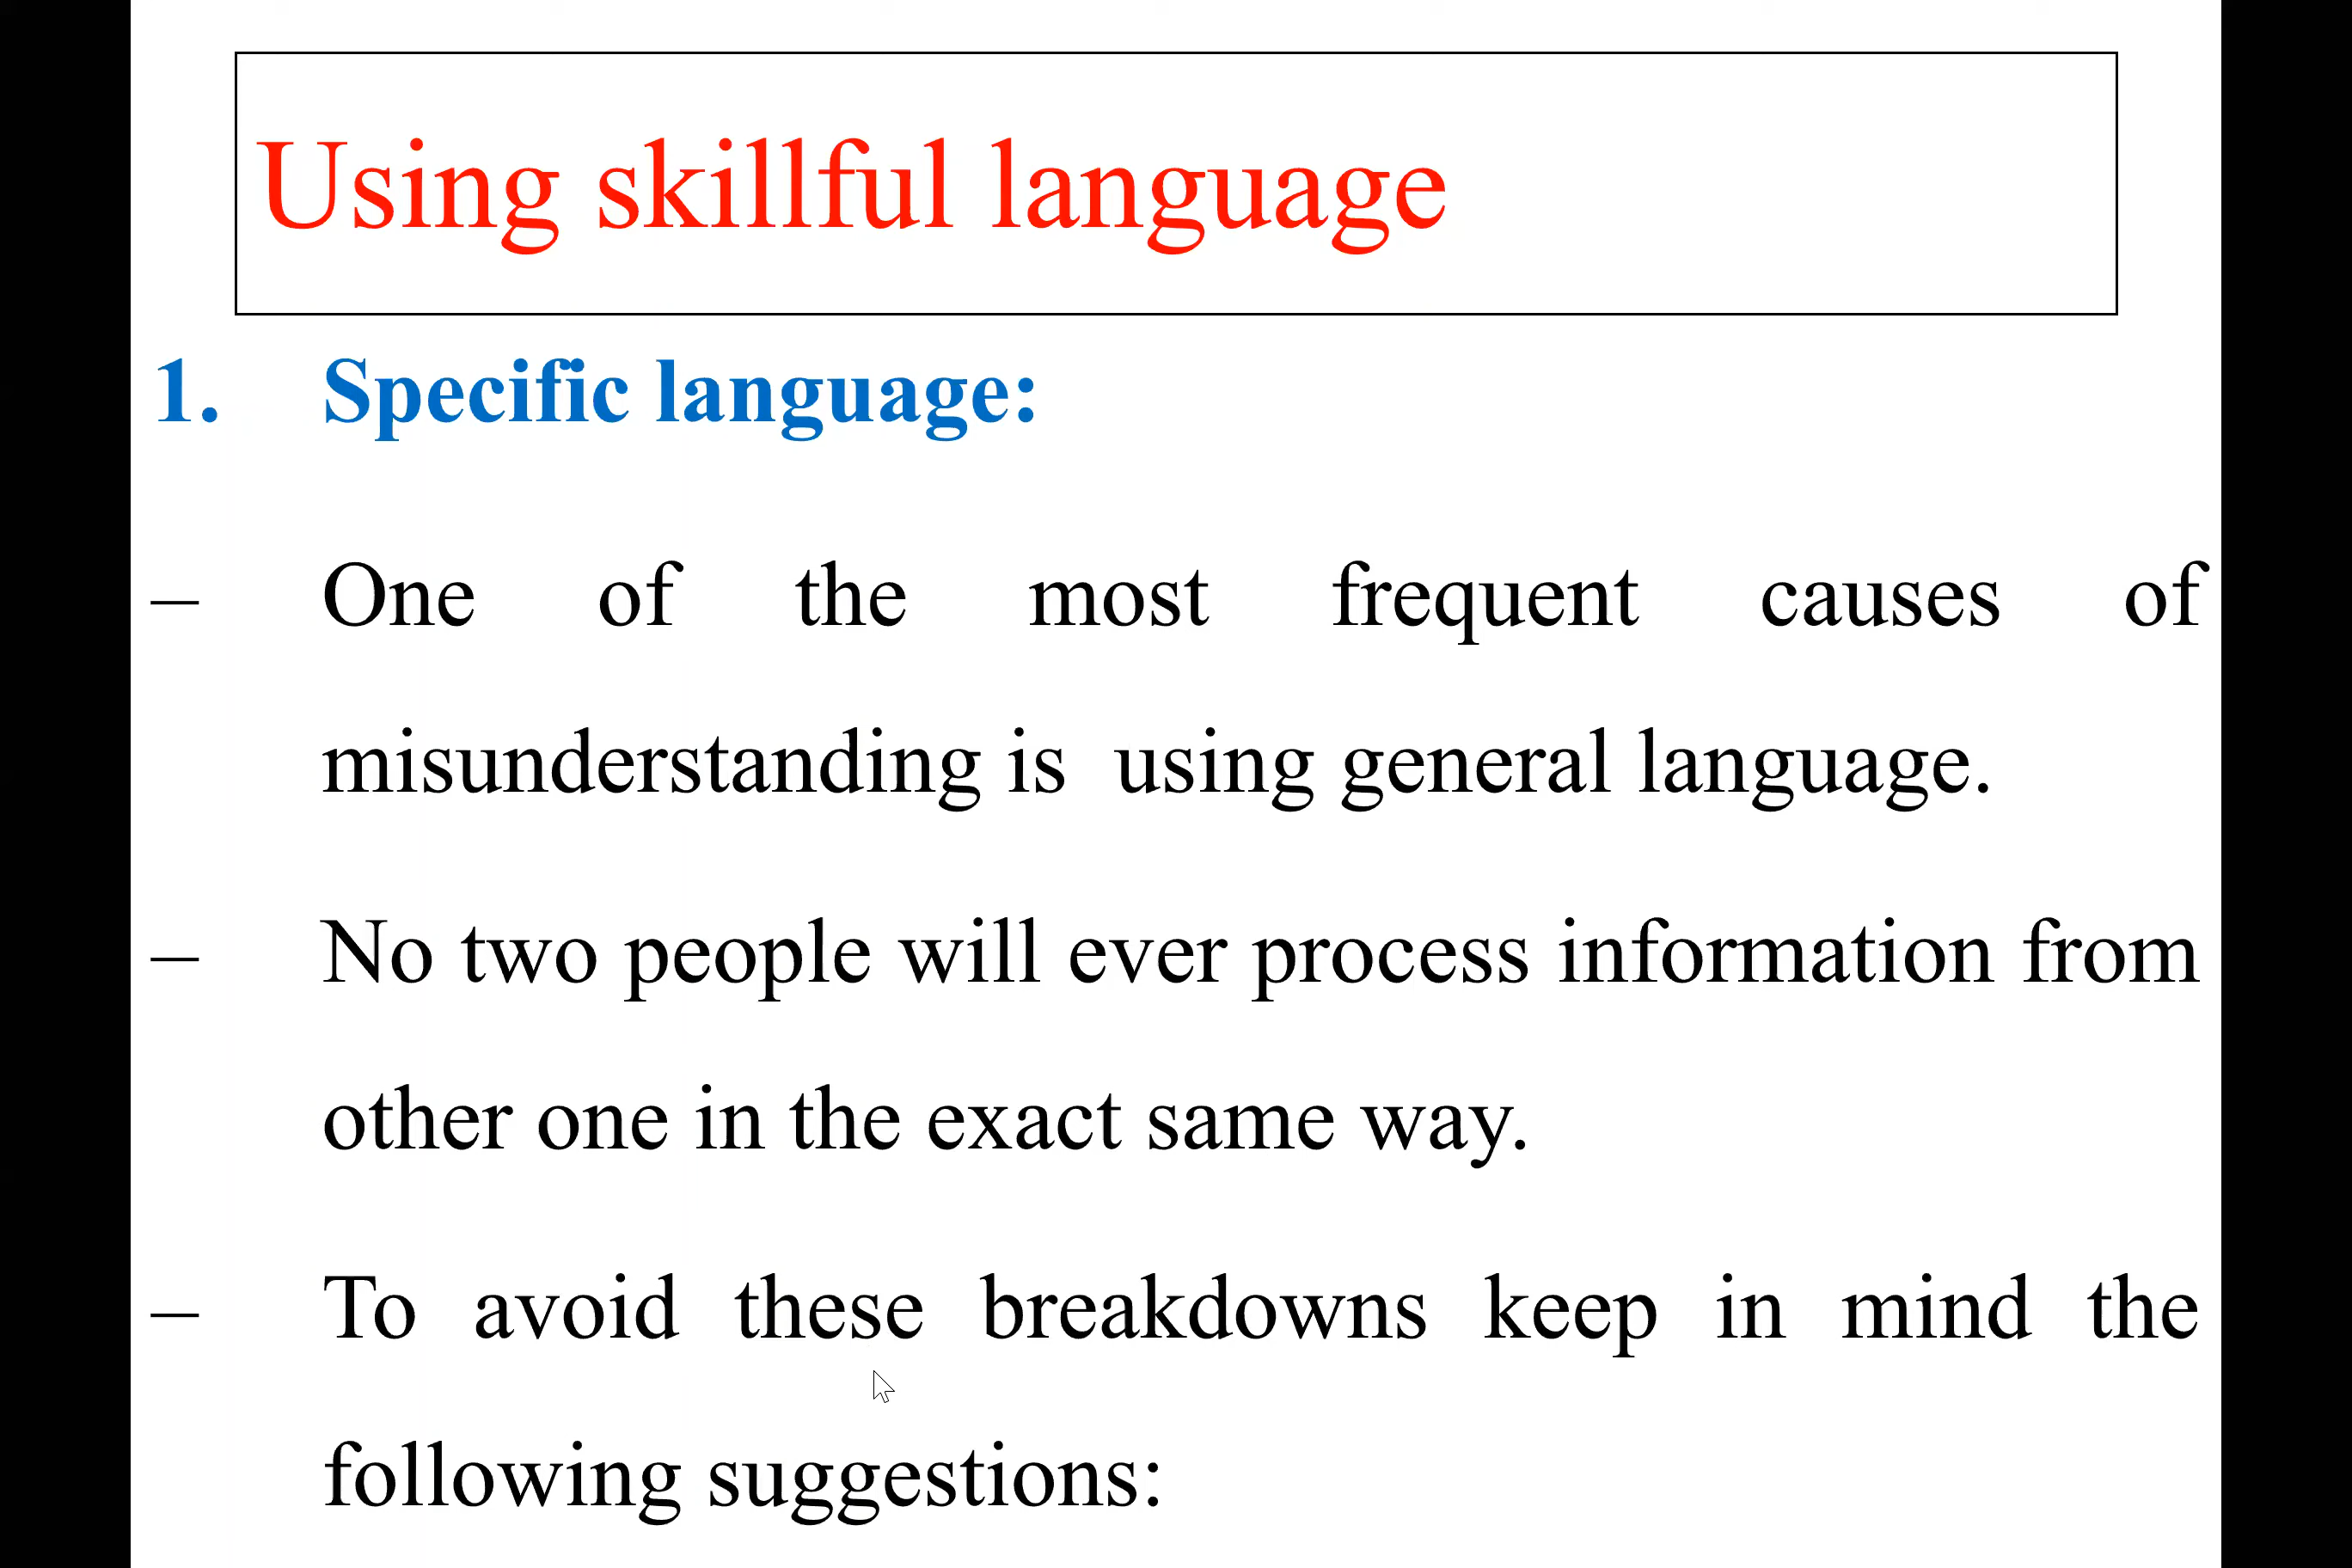 Using skillful language
1. Specific language:
– One of the most frequent causes of
misunderstanding is using general language.
– No two people will ever process information from
other one in the exact same way.
– To avoid these breakdowns keep in mind the
following suggestions: